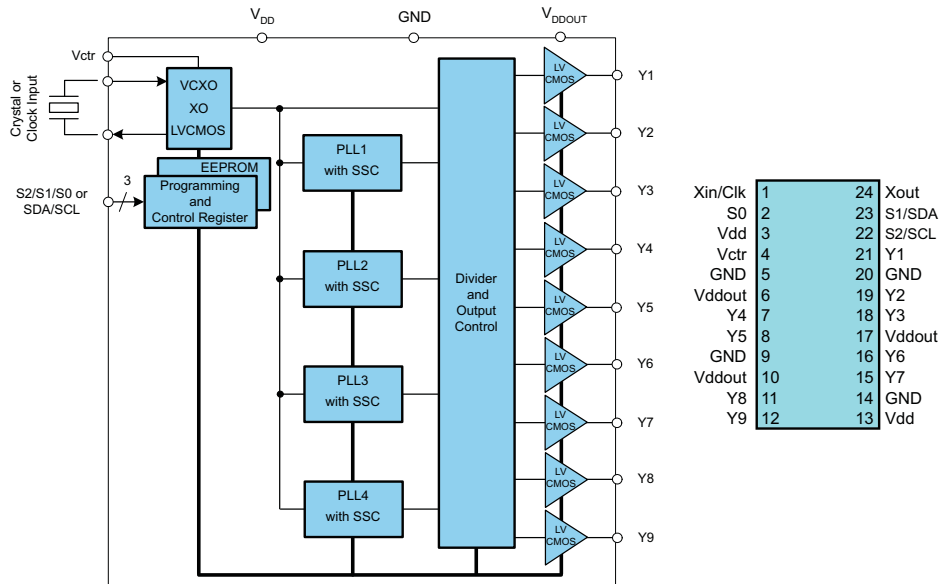 V_DD
GND
V_DDOUT
Vctr
Crystal or
Clock Input
VCXO
XO
LVCMOS
EEPROM
Programming
and
Control Register
3
S2/S1/S0 or
SDA/SCL
PLL1
with SSC
PLL2
with SSC
PLL3
with SSC
PLL4
with SSC
Divider
and
Output
Control
LV
CMOS
Y1
LV
CMOS
Y2
LV
CMOS
Y3
LV
CMOS
Y4
LV
CMOS
Y5
LV
CMOS
Y6
LV
CMOS
Y7
LV
CMOS
Y8
LV
CMOS
Y9
Xin/Clk 1 24 Xout
S0 2 23 S1/SDA
Vdd 3 22 S2/SCL
Vctr 4 21 Y1
GND 5 20 GND
Vddout 6 19 Y2
Y4 7 18 Y3
Y5 8 17 Vddout
GND 9 16 Y6
Vddout 10 15 Y7
Y8 11 14 GND
Y9 12 13 Vdd